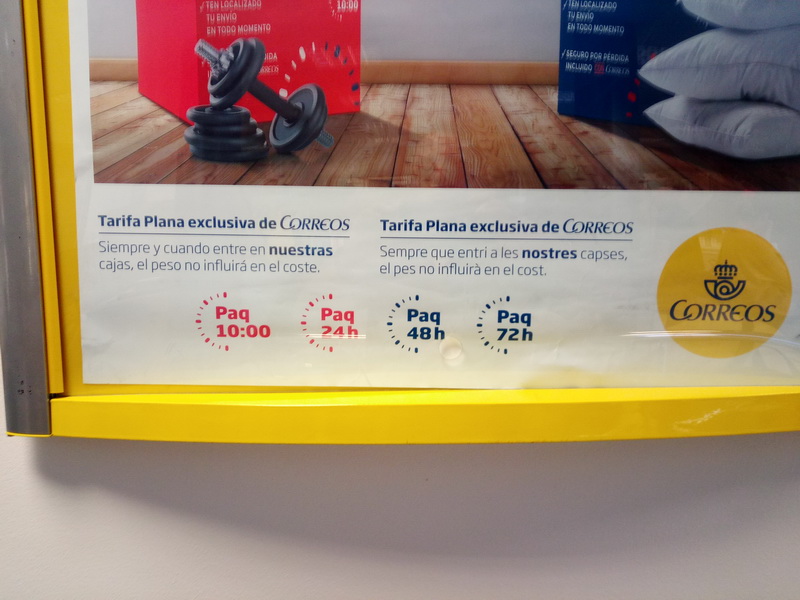 √ TEN LOCALIZADO
TU ENVÍO
EN TODO MOMENTO
10:00
√ TEN LOCALIZADO
TU ENVÍO
EN TODO MOMENTO
√ SEGURO POR PÉRDIDA
INCLUIDO
Tarifa Plana exclusiva de CORREOS
Siempre y cuando entre en nuestras
cajas, el peso no influirá en el coste.
Tarifa Plana exclusiva de CORREOS
Sempre que entri a les nostres capses,
el pes no influirà en el cost.
Paq
10:00
Paq
24h
Paq
48h
Paq
72h
CORREOS